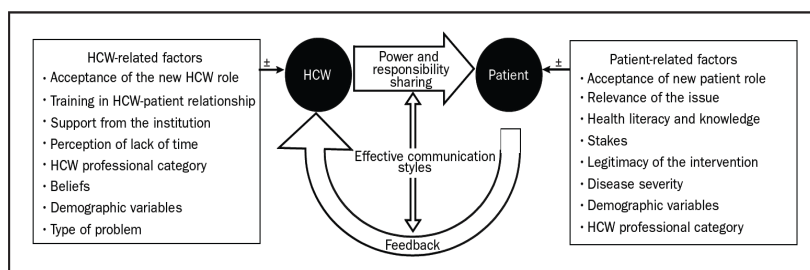 HCW-related factors
• Acceptance of the new HCW role
• Training in HCW-patient relationship
• Support from the institution
• Perception of lack of time
• HCW professional category
• Beliefs
• Demographic variables
• Type of problem
±
HCW
Power and
responsibility
sharing
Patient
±
Effective communication
styles
Feedback
Patient-related factors
• Acceptance of new patient role
• Relevance of the issue
• Health literacy and knowledge
• Stakes
• Legitimacy of the intervention
• Disease severity
• Demographic variables
• HCW professional category